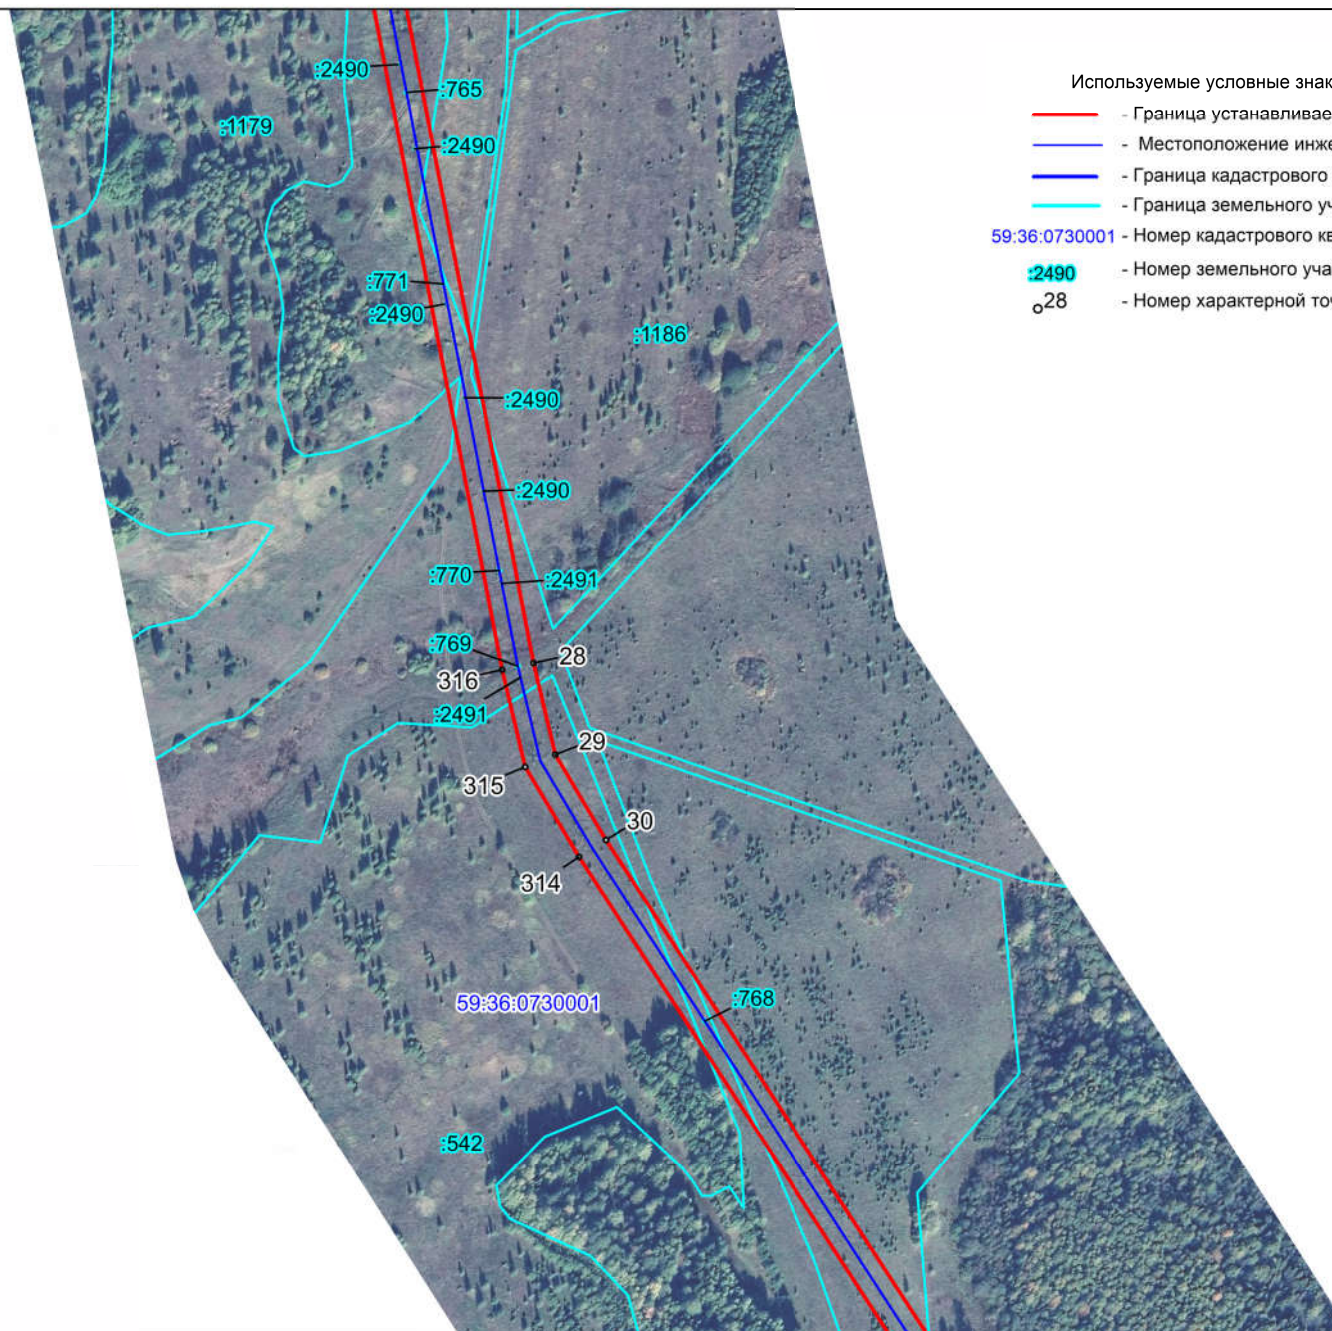 Используемые условные знак
- Граница устанавливае
- Местоположение инже
- Граница кадастрового
- Граница земельного уч
59:36:0730001 - Номер кадастрового кв
:2490 - Номер земельного уча
28 - Номер характерной то
:2490
:765
:1179
:2490
:771
:2490
:1186
:2490
:2490
:770
:2491
:769
28
316
:2491
29
315
30
314
:768
59:36:0730001
:542